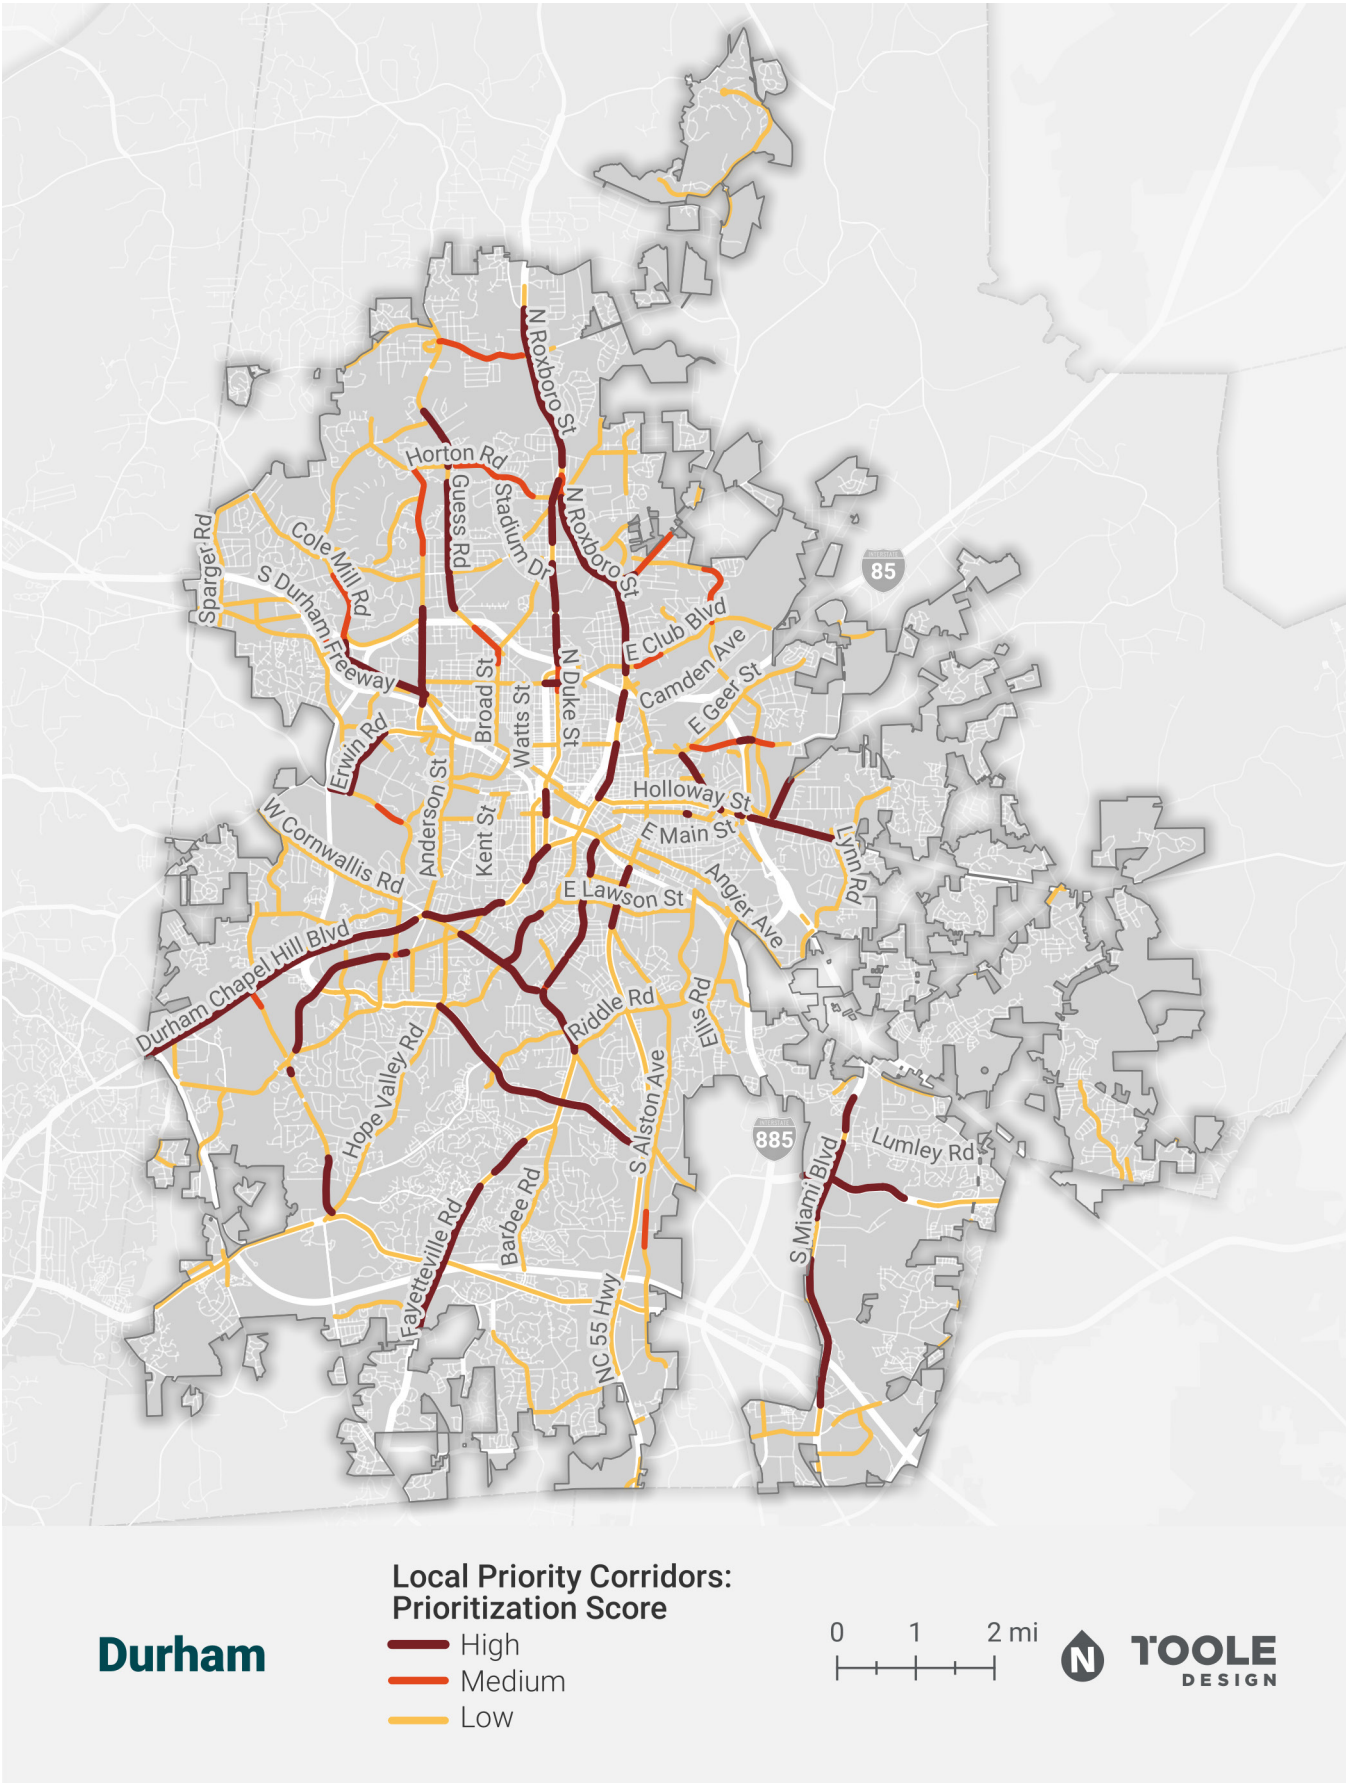 N Roxboro St
Horton Rd
Guess Rd
Stadium Dr
N Roxboro St
Sparger Rd
Cole Mill Rd
S Durham Freeway
INTERSTATE
85
E Club Blvd
Camden Ave
E Geer St
Broad St
Watts St
N Duke St
Erwin Rd
Anderson St
Kent St
Holloway St
E Main St
Lynn Rd
W Cornwallis Rd
E Lawson St
Angier Ave
Durham Chapel Hill Blvd
Riddle Rd
Ellis Rd
Hope Valley Rd
S Alston Ave
INTERSTATE
885
Lumley Rd
S Miami Blvd
Barbee Rd
Fayetteville Rd
NC 55 Hwy
Local Priority Corridors:
Prioritization Score
High
Medium
Low
Durham
0 1 2 mi
N
TOOLE
DESIGN